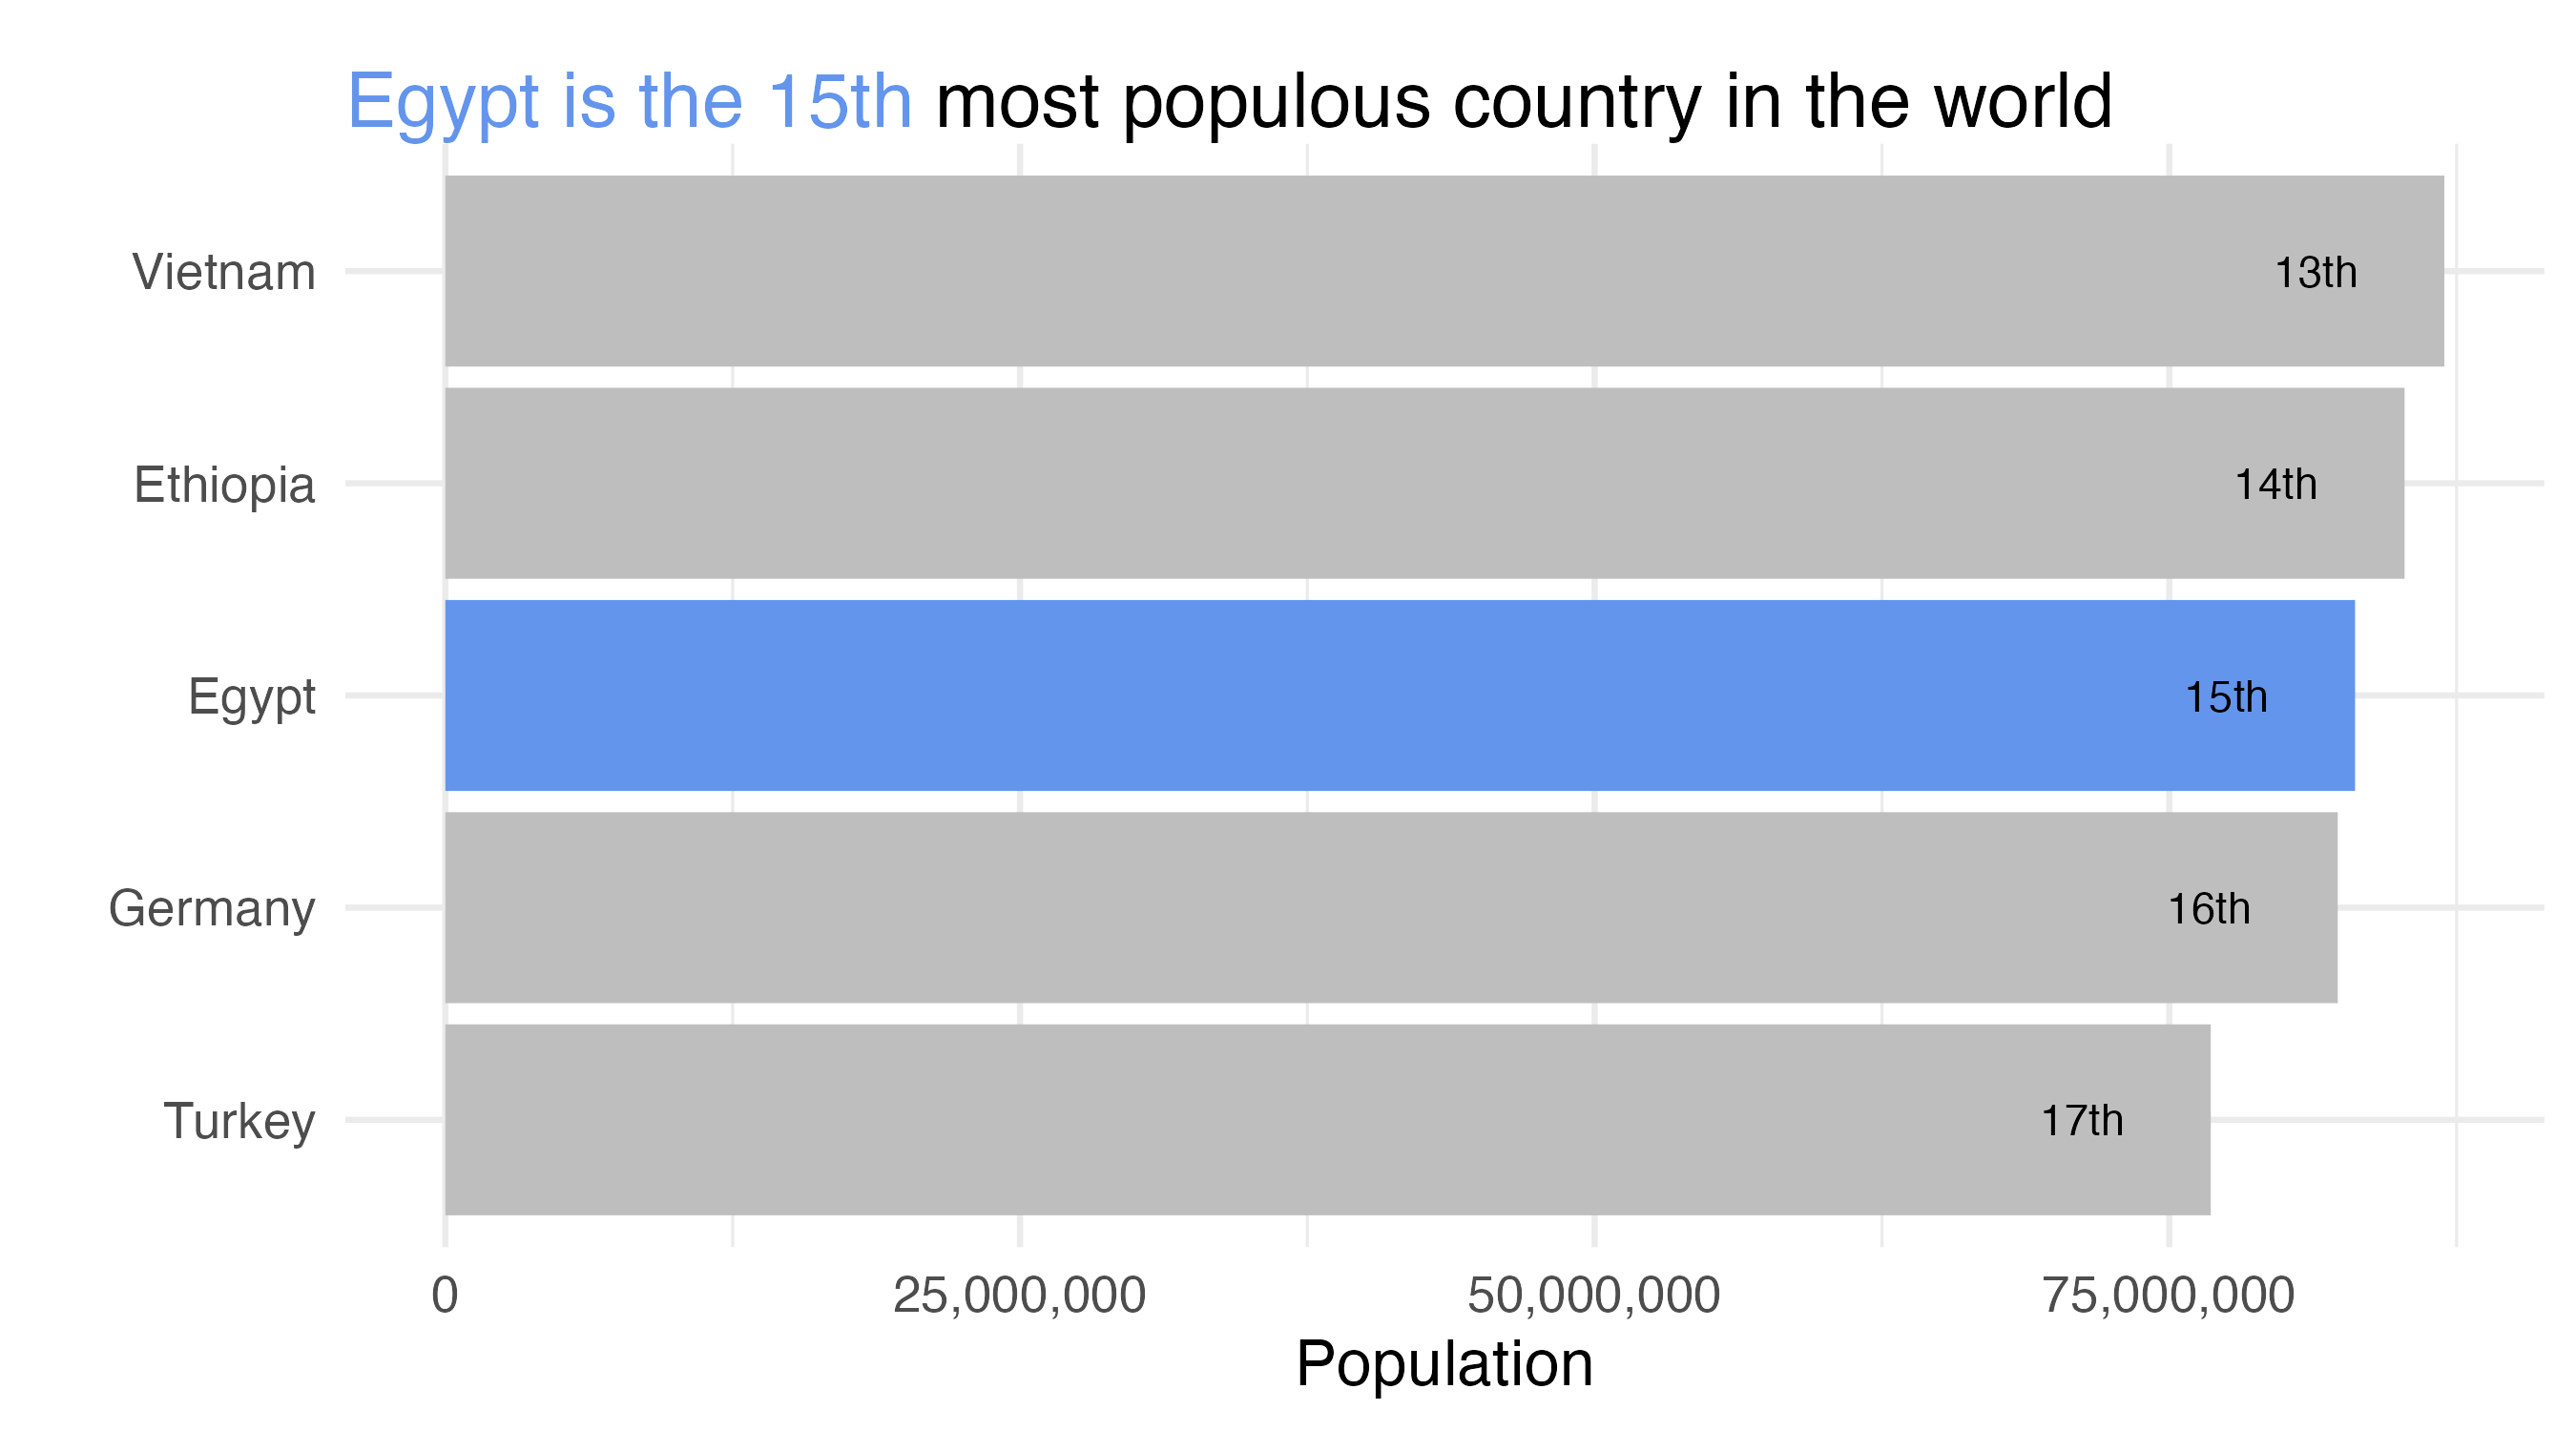 Egypt is the 15th most populous country in the world
Vietnam 13th
Ethiopia 14th
Egypt 15th
Germany 16th
Turkey 17th
0 25,000,000 50,000,000 75,000,000
Population